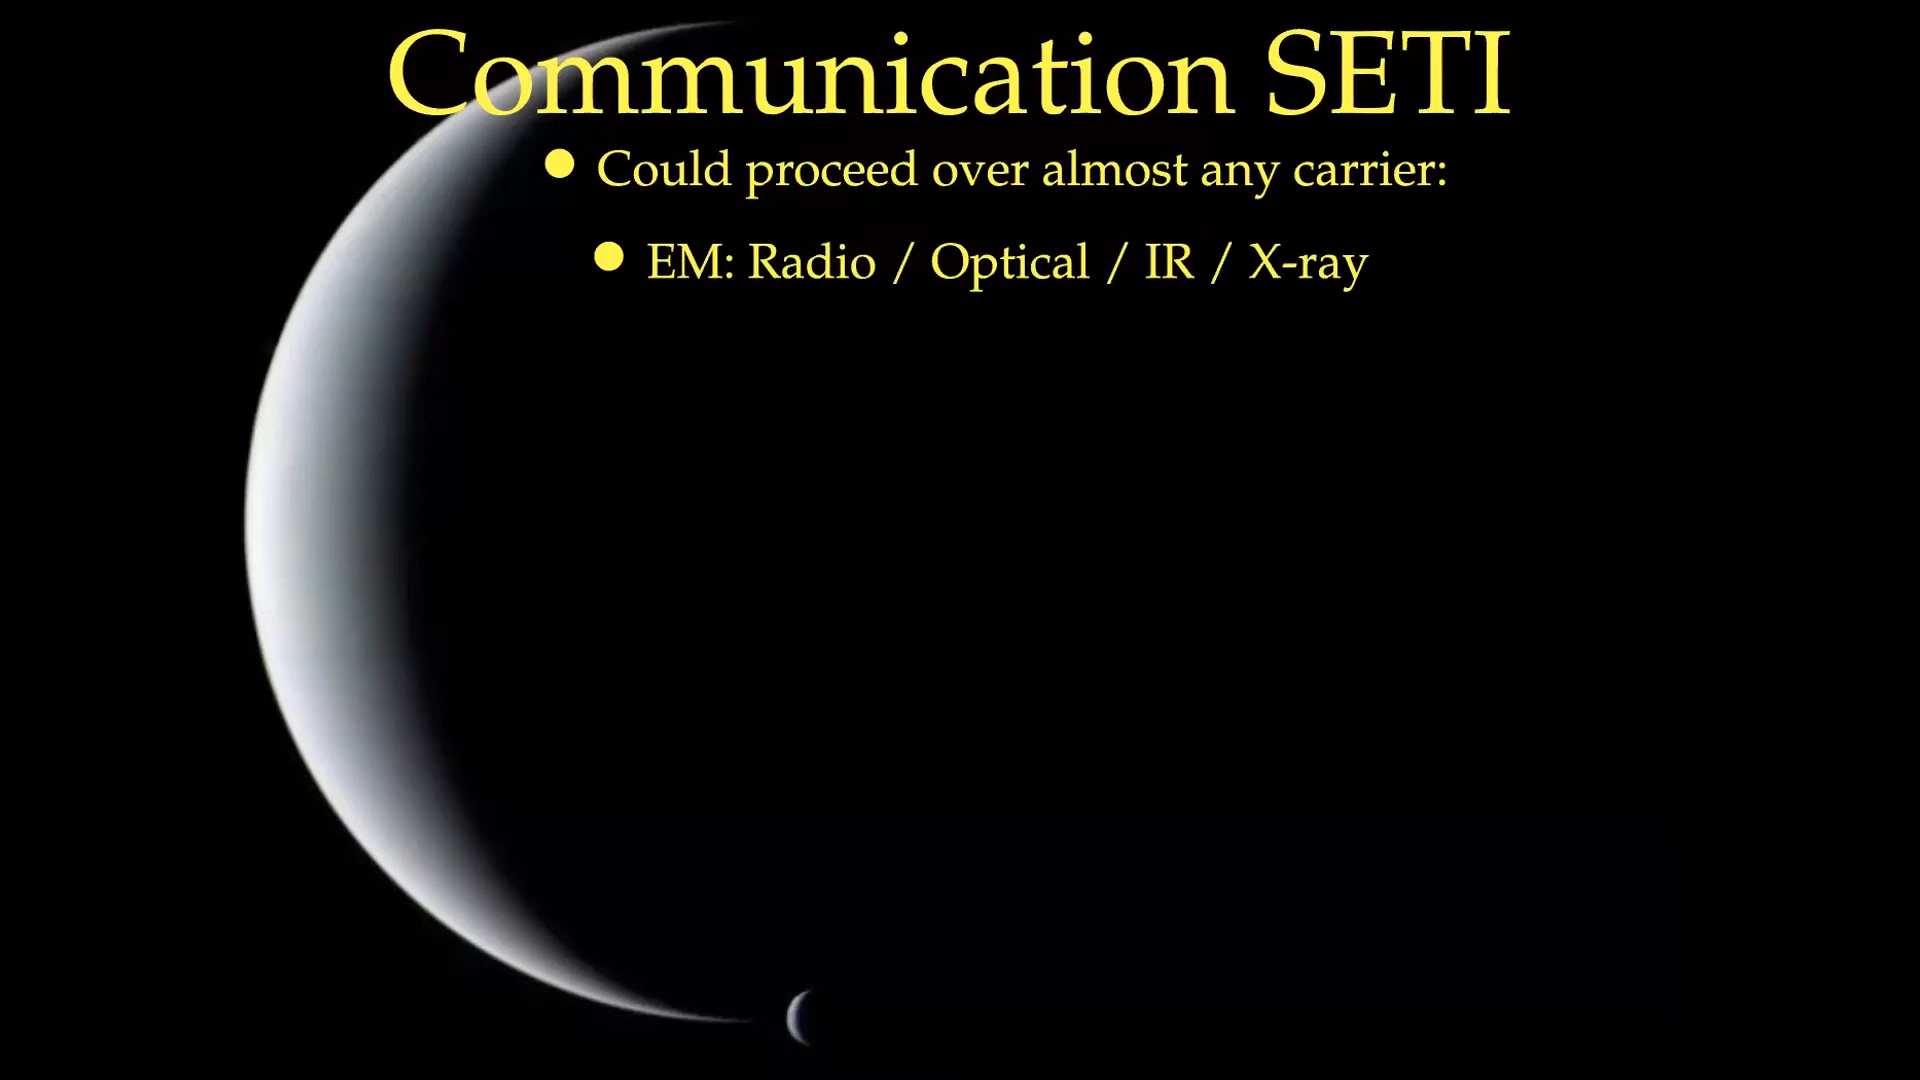 Communication SETI
• Could proceed over almost any carrier:
• EM: Radio / Optical / IR / X-ray